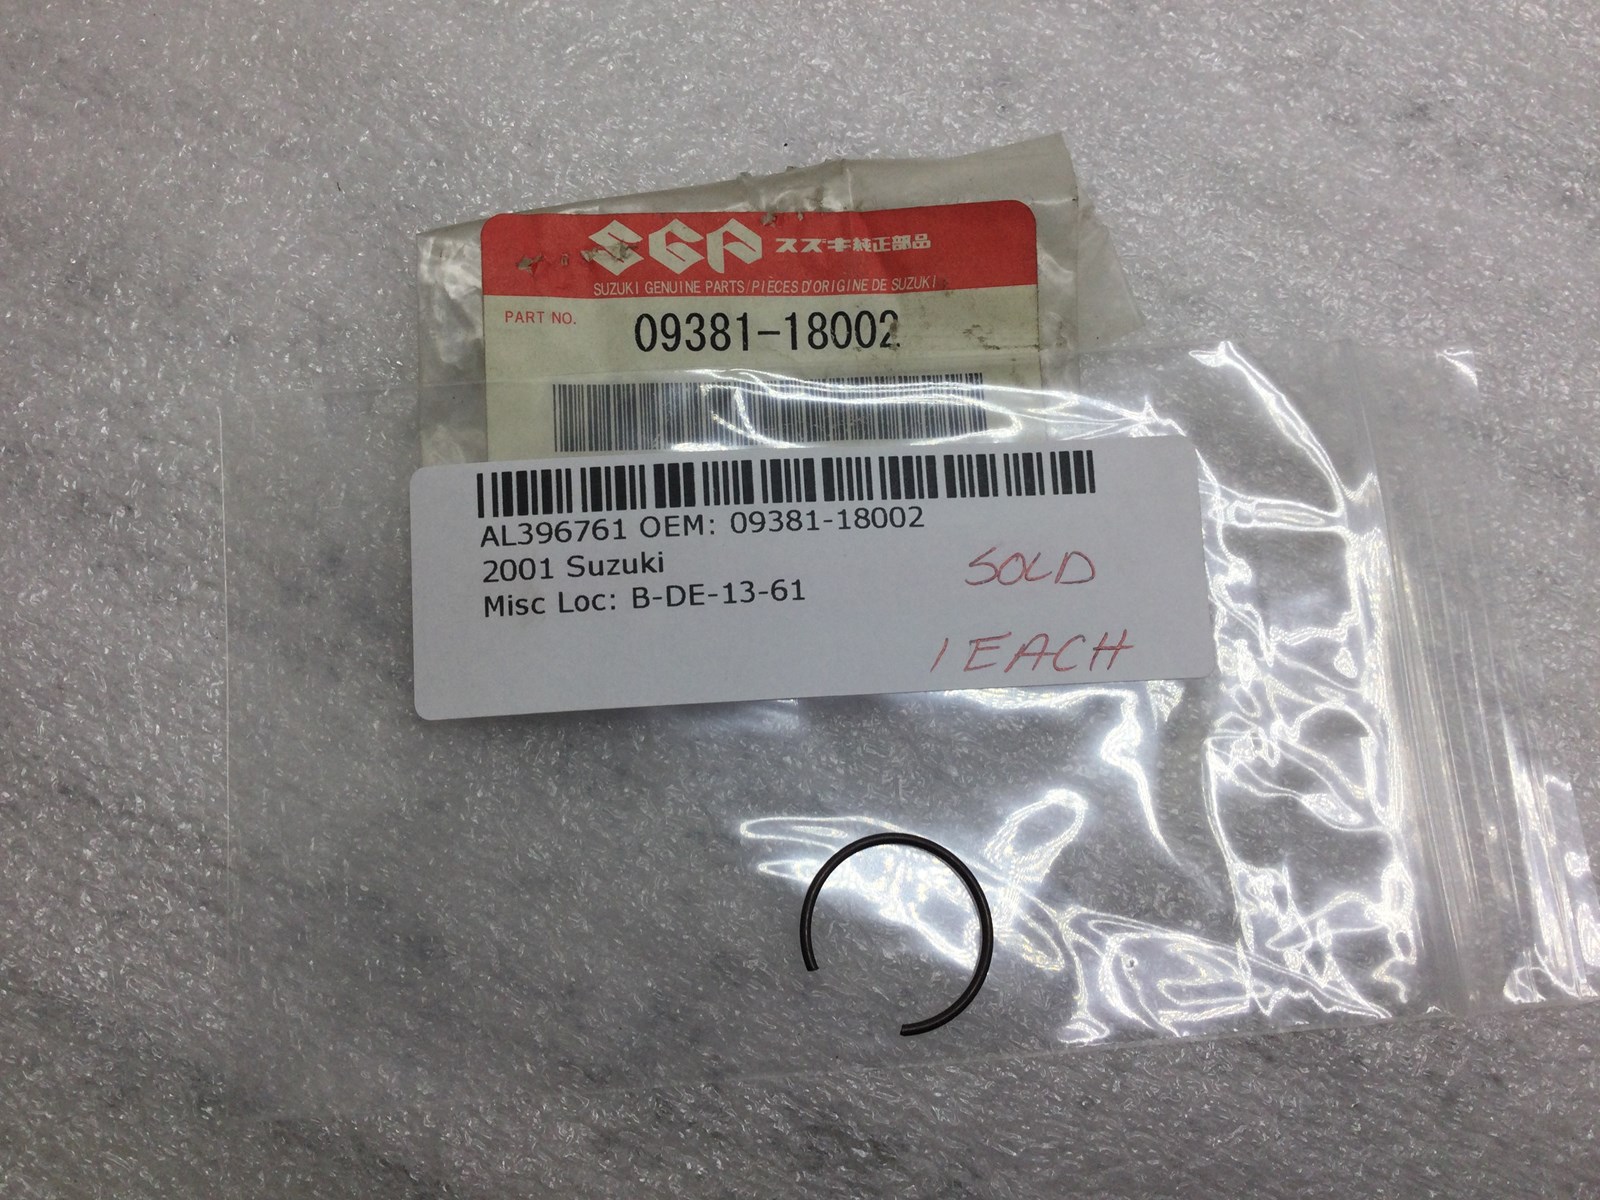 SGP スズキ純正部品
SUZUKI GENUINE PARTS/PIÈCES D'ORIGINE DE SUZUKI
PART NO. 09381-18002
AL396761 OEM: 09381-18002
2001 Suzuki
Misc Loc: B-DE-13-61
SOLD
1 EACH